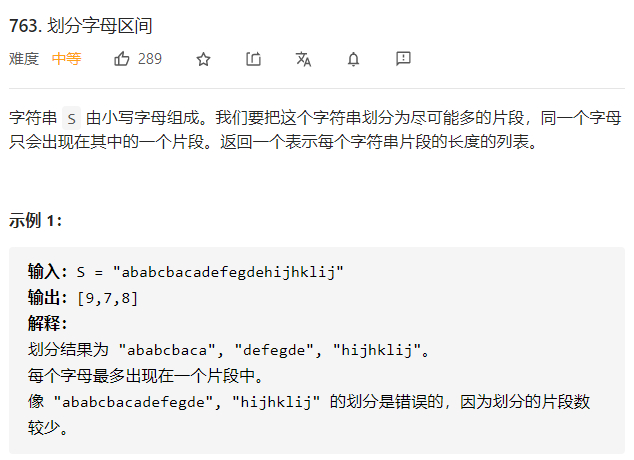 763. 划分字母区间
难度 中等 289
字符串 S 由小写字母组成。我们要把这个字符串划分为尽可能多的片段，同一个字母
只会出现在其中的一个片段。返回一个表示每个字符串片段的长度的列表。
示例 1：
输入：S = "ababcbacadefegdehijhklij"
输出：[9,7,8]
解释：
划分结果为 "ababcbaca", "defegde", "hijhklij"。
每个字母最多出现在一个片段中。
像 "ababcbacadefegde", "hijhklij" 的划分是错误的，因为划分的片段数
较少。